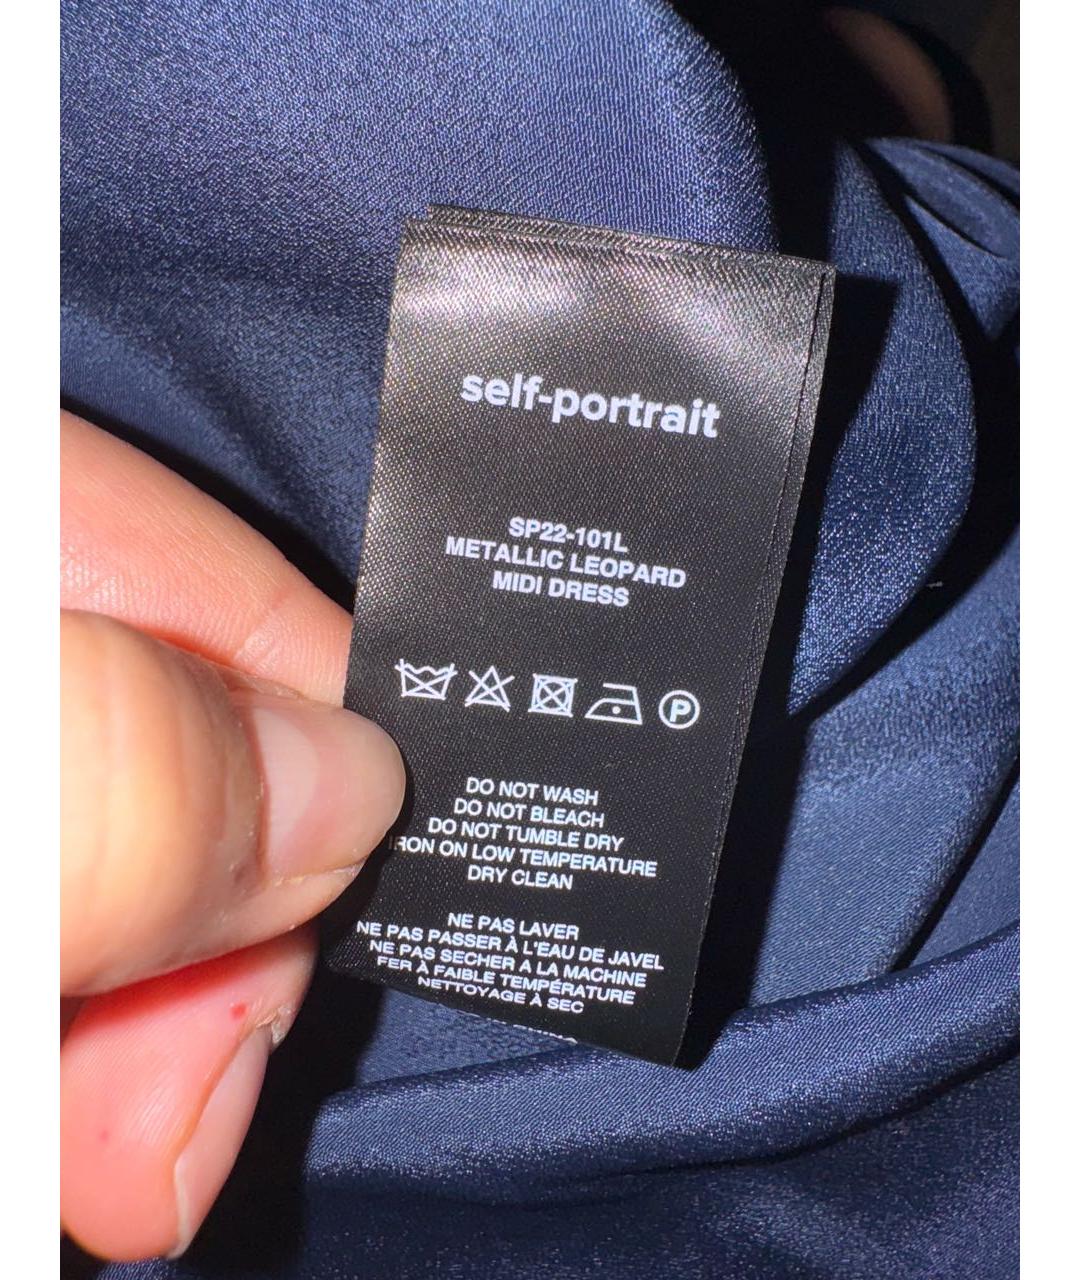 self-portrait
SP22-101L
METALLIC LEOPARD
MIDI DRESS
P
DO NOT WASH
DO NOT BLEACH
DO NOT TUMBLE DRY
IRON ON LOW TEMPERATURE
DRY CLEAN
NE PAS LAVER
NE PAS PASSER À L'EAU DE JAVEL
NE PAS SECHER A LA MACHINE
FER À FAIBLE TEMPÉRATURE
NETTOYAGE À SEC